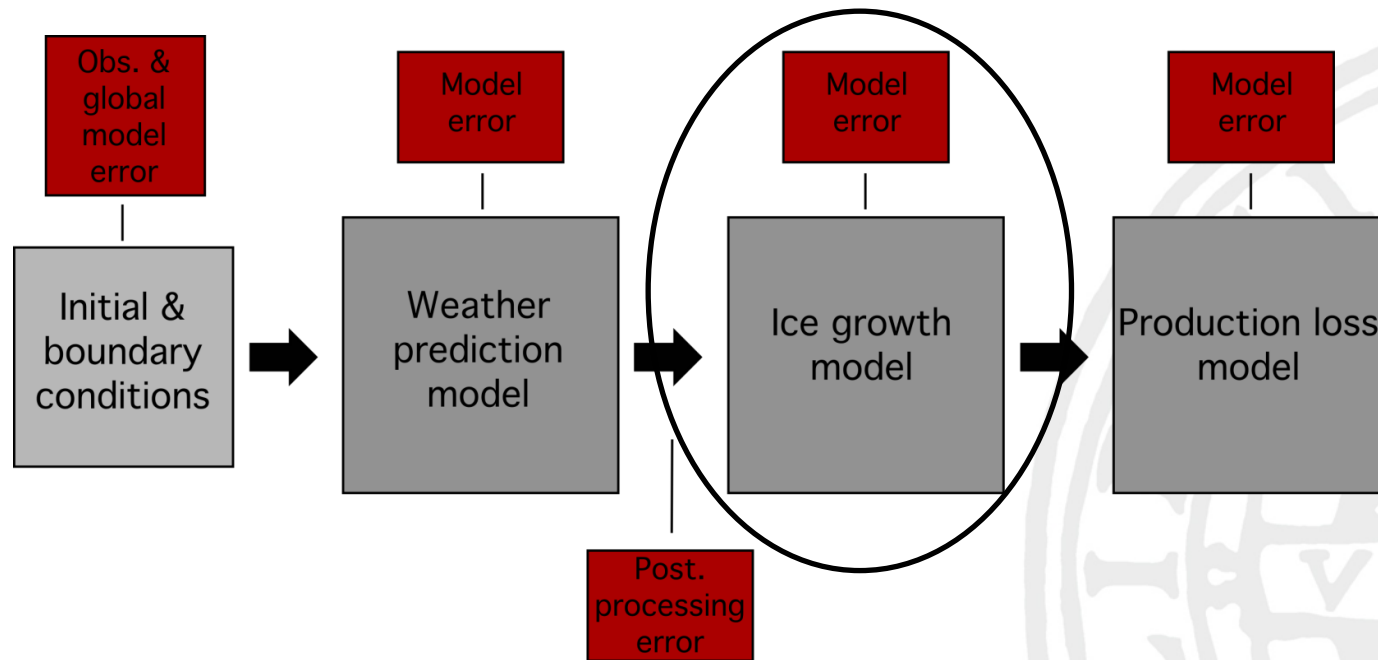 Obs. &
global
model
error
Model
error
Model
error
Model
error
Initial &
boundary
conditions
Weather
prediction
model
Ice growth
model
Production loss
model
Post.
processing
error